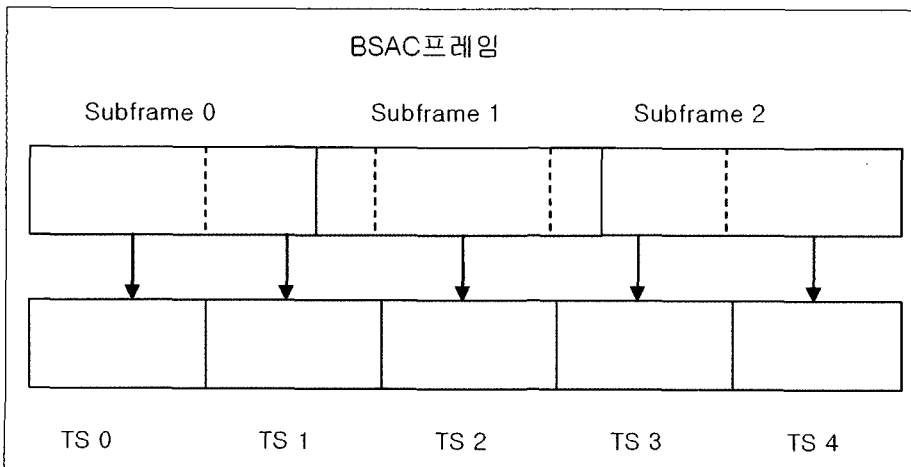 BSAC프레임
Subframe 0 Subframe 1 Subframe 2
TS 0 TS 1 TS 2 TS 3 TS 4